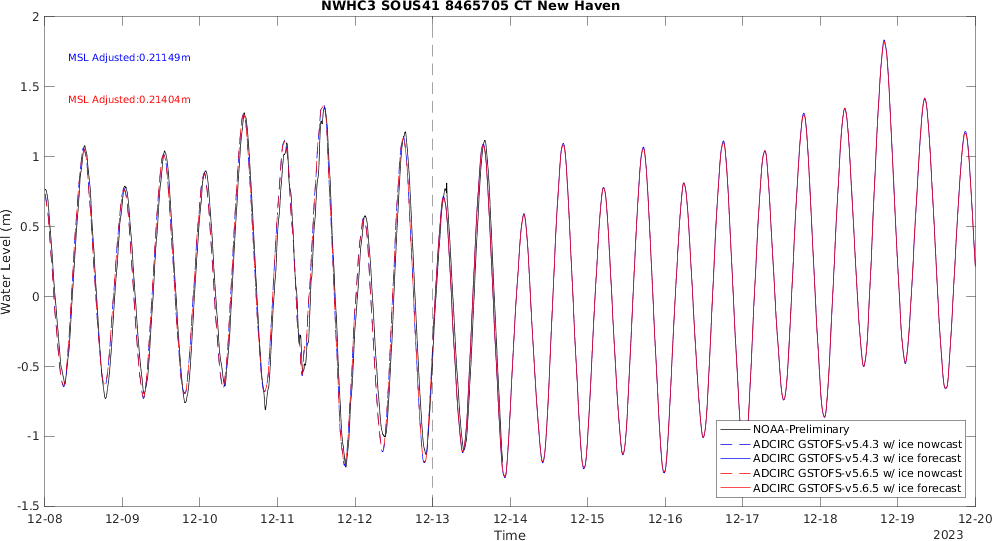 NWHC3 SOUS41 8465705 CT New Haven
MSL Adjusted:0.21149m
MSL Adjusted:0.21404m
Water Level (m)
2
1.5
1
0.5
0
-0.5
-1
-1.5
NOAA-Preliminary
ADCIRC GSTOFS-v5.4.3 w/ ice nowcast
ADCIRC GSTOFS-v5.4.3 w/ ice forecast
ADCIRC GSTOFS-v5.6.5 w/ ice nowcast
ADCIRC GSTOFS-v5.6.5 w/ ice forecast
12-08 12-09 12-10 12-11 12-12 12-13 12-14 12-15 12-16 12-17 12-18 12-19 12-20
Time
2023